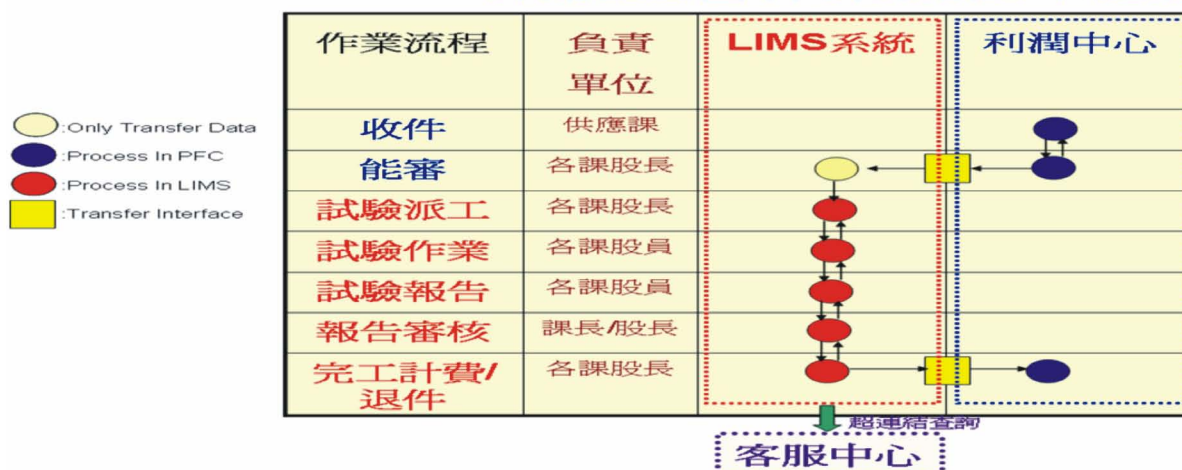 作業流程
負責
單位
LIMS系統
利潤中心
:Only Transfer Data
:Process In PFC
:Process In LIMS
:Transfer Interface
收件
供應課
能審
各課股長
試驗派工
各課股長
試驗作業
各課股員
試驗報告
各課股員
報告審核
課長/股長
完工計費/
退件
各課股長
超連結查詢
客服中心